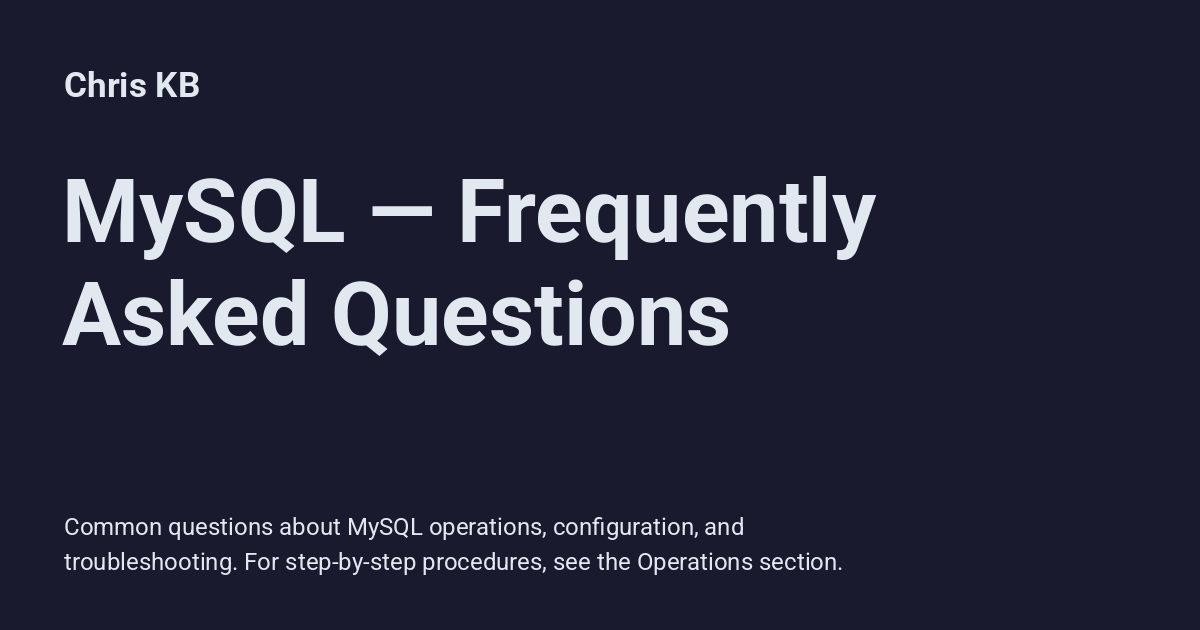 Chris KB
MySQL — Frequently
Asked Questions
Common questions about MySQL operations, configuration, and
troubleshooting. For step-by-step procedures, see the Operations section.